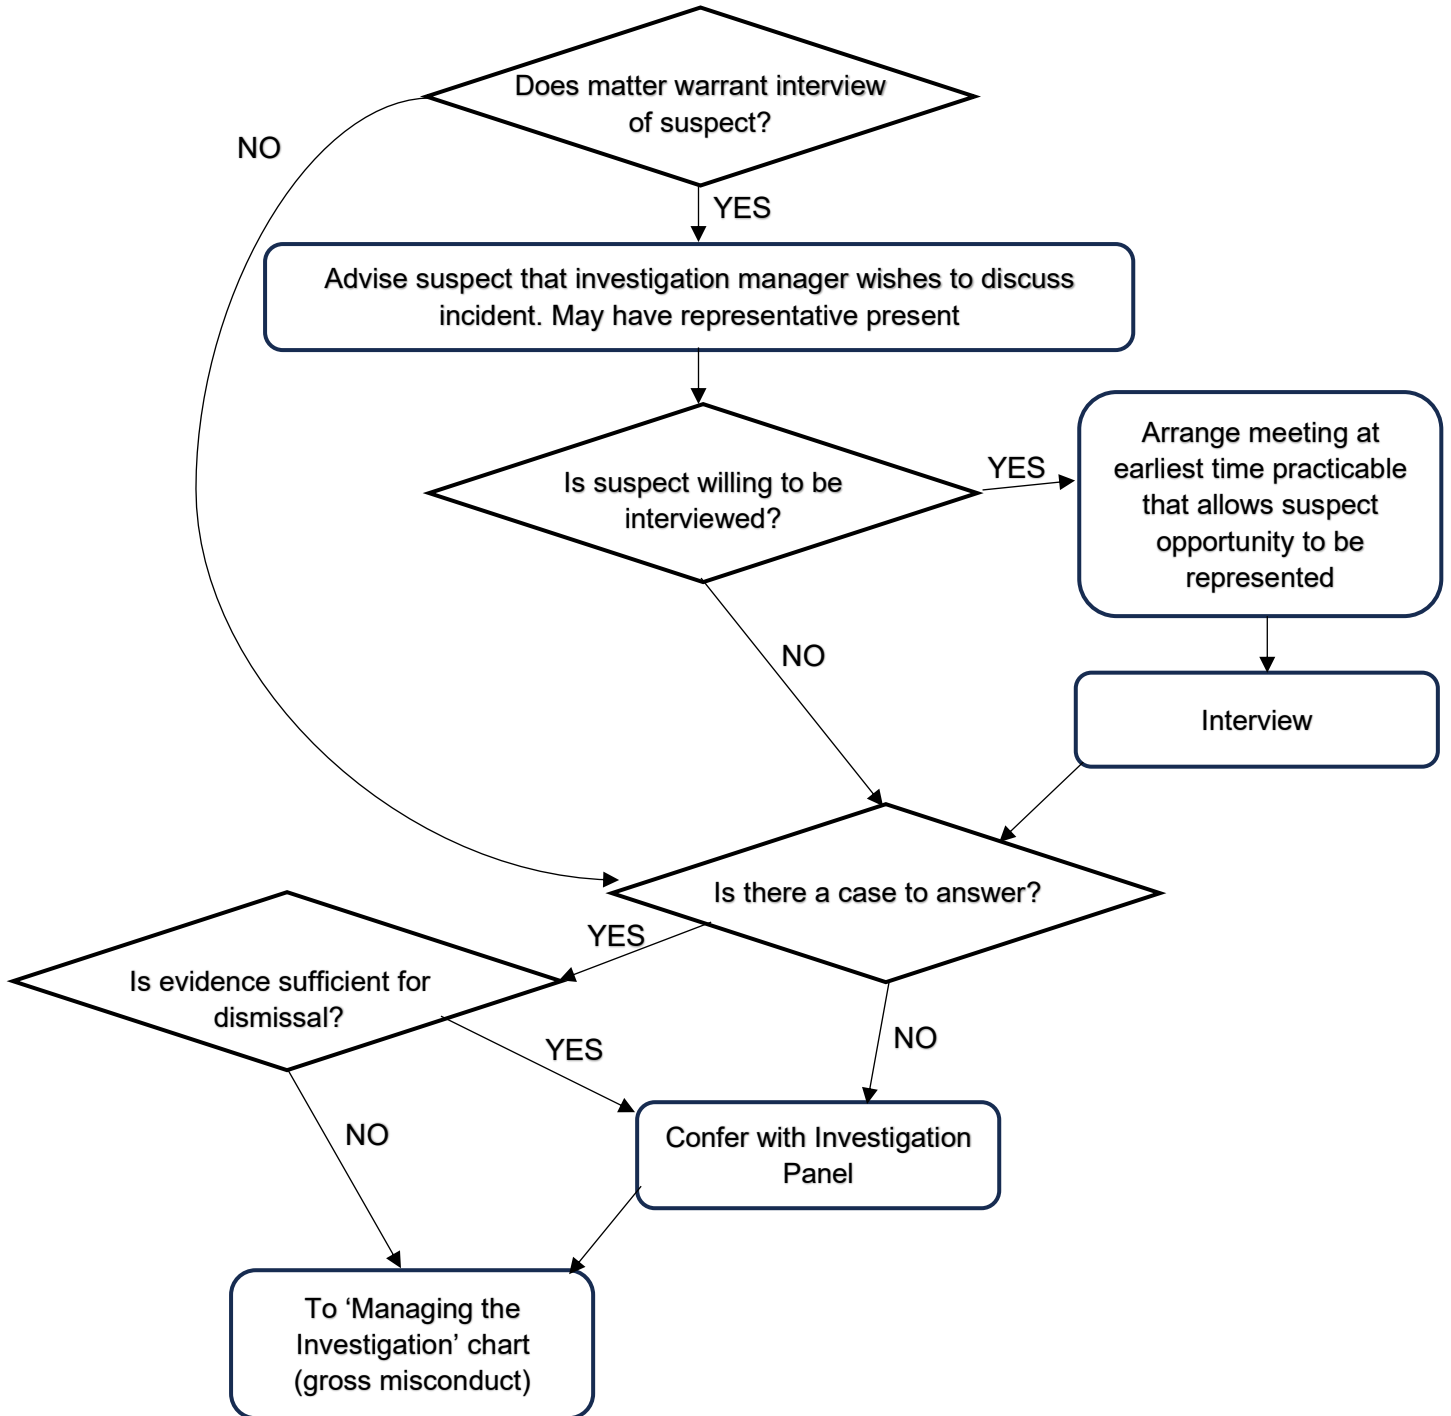 Does matter warrant interview
of suspect?
NO
YES
Advise suspect that investigation manager wishes to discuss
incident. May have representative present
Is suspect willing to be
interviewed?
YES
Arrange meeting at
earliest time practicable
that allows suspect
opportunity to be
represented
NO
Interview
Is there a case to answer?
YES
Is evidence sufficient for
dismissal?
YES
NO
NO
Confer with Investigation
Panel
To ‘Managing the
Investigation’ chart
(gross misconduct)